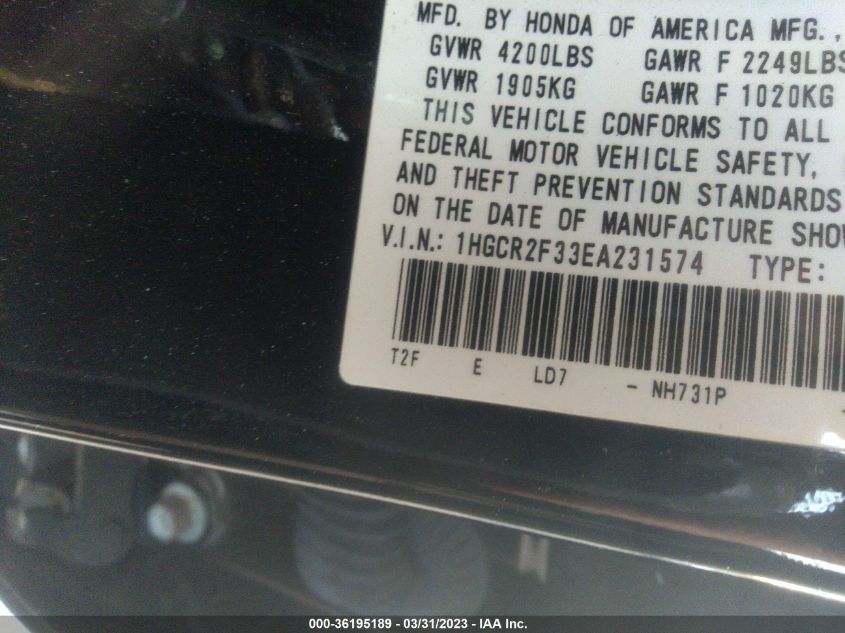 MFD. BY HONDA OF AMERICA MFG.,
GVWR 4200LBS GAWR F 2249LBS
GVWR 1905KG GAWR F 1020KG
THIS VEHICLE CONFORMS TO ALL
FEDERAL MOTOR VEHICLE SAFETY,
AND THEFT PREVENTION STANDARDS
ON THE DATE OF MANUFACTURE SHOW
V.I.N.: 1HGCR2F33EA231574 TYPE:
T2F E LD7 - NH731P
000-36195189 - 03/31/2023 - IAA Inc.